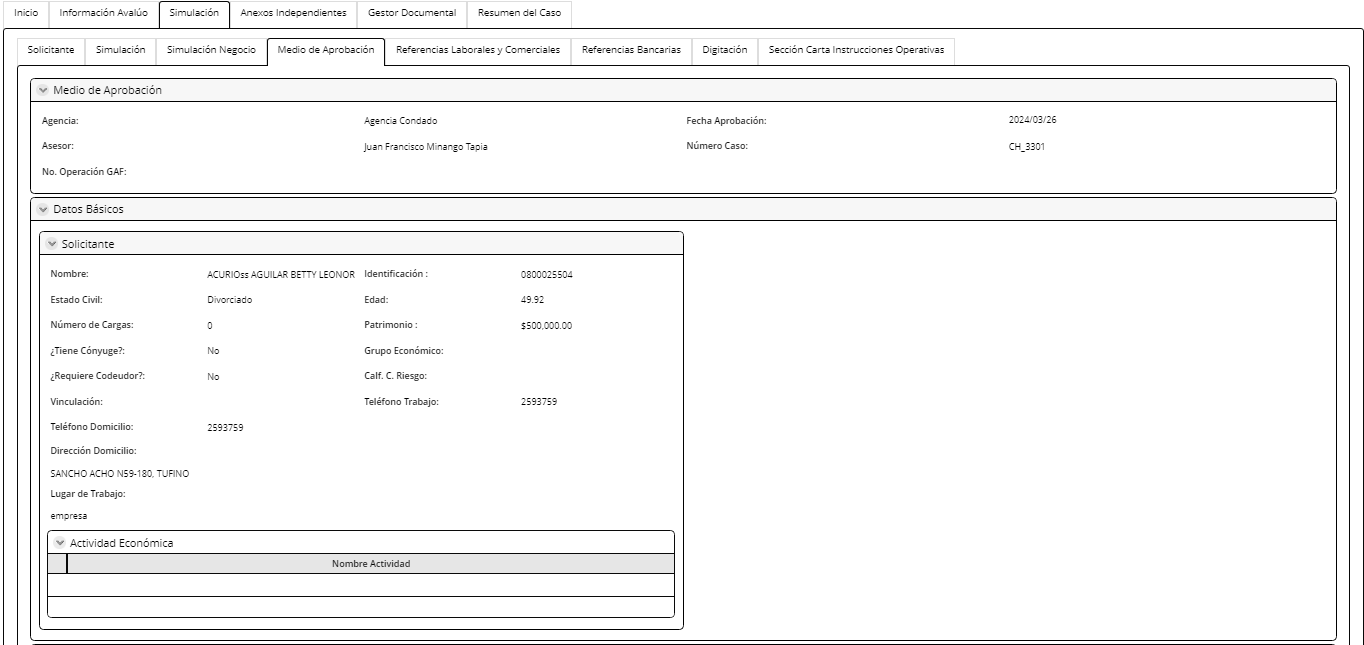 Inicio Información Avalúo Simulación Anexos Independientes Gestor Documental Resumen del Caso
Solicitante Simulación Simulación Negocio Medio de Aprobación Referencias Laborales y Comerciales Referencias Bancarias Digitación Sección Carta Instrucciones Operativas
Medio de Aprobación
Agencia: Agencia Condado Fecha Aprobación: 2024/03/26
Asesor: Juan Francisco Minango Tapia Número Caso: CH_3301
No. Operación GAF:
Datos Básicos
Solicitante
Nombre: ACURIOss AGUILAR BETTY LEONOR Identificación : 0800025504
Estado Civil: Divorciado Edad: 49.92
Número de Cargas: 0 Patrimonio : $500,000.00
¿Tiene Cónyuge?: No Grupo Económico:
¿Requiere Codeudor?: No Calf. C. Riesgo:
Vinculación: Teléfono Trabajo: 2593759
Teléfono Domicilio: 2593759
Dirección Domicilio:
SANCHO ACHO N59-180, TUFINO
Lugar de Trabajo:
empresa
Actividad Económica
Nombre Actividad